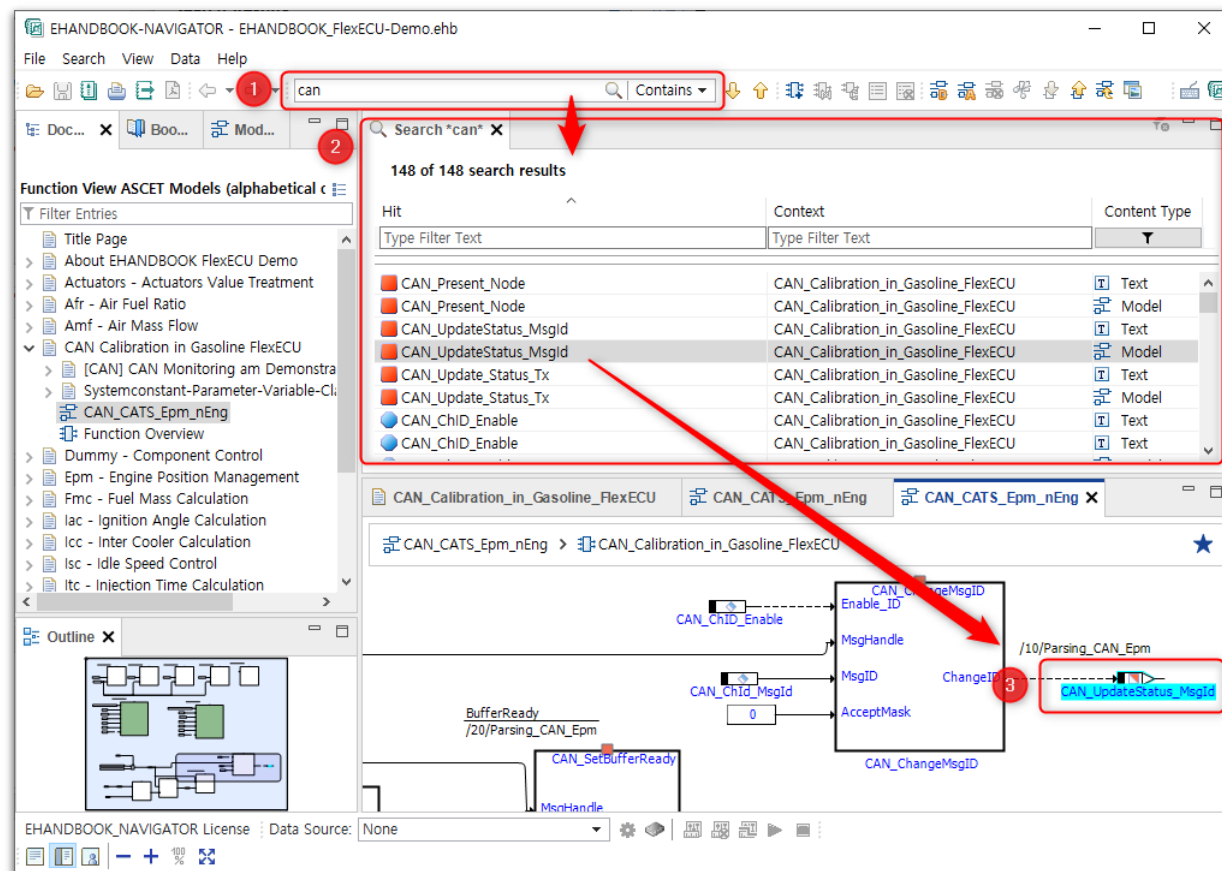 EHANDBOOK-NAVIGATOR - EHANDBOOK_FlexECU-Demo.ehb
File Search View Data Help
1
can
Contains
Doc...
Boo...
Mod...
2
Search *can*
148 of 148 search results
Function View ASCET Models (alphabetical c
Filter Entries
Hit
Context
Content Type
Type Filter Text
Type Filter Text
Title Page
About EHANDBOOK FlexECU Demo
Actuators - Actuators Value Treatment
Afr - Air Fuel Ratio
Amf - Air Mass Flow
CAN Calibration in Gasoline FlexECU
[CAN] CAN Monitoring am Demonstra
Systemconstant-Parameter-Variable-Cl
CAN_CATS_Epm_nEng
Function Overview
Dummy - Component Control
Epm - Engine Position Management
Fmc - Fuel Mass Calculation
Iac - Ignition Angle Calculation
Icc - Inter Cooler Calculation
Isc - Idle Speed Control
Itc - Injection Time Calculation
CAN_Present_Node CAN_Calibration_in_Gasoline_FlexECU Text
CAN_Present_Node CAN_Calibration_in_Gasoline_FlexECU Model
CAN_UpdateStatus_MsgId CAN_Calibration_in_Gasoline_FlexECU Text
CAN_UpdateStatus_MsgId CAN_Calibration_in_Gasoline_FlexECU Model
CAN_Update_Status_Tx CAN_Calibration_in_Gasoline_FlexECU Text
CAN_Update_Status_Tx CAN_Calibration_in_Gasoline_FlexECU Model
CAN_ChID_Enable CAN_Calibration_in_Gasoline_FlexECU Text
CAN_ChID_Enable CAN_Calibration_in_Gasoline_FlexECU Text
CAN_Calibration_in_Gasoline_FlexECU
CAN_CATS_Epm_nEng
CAN_CATS_Epm_nEng
CAN_CATS_Epm_nEng > CAN_Calibration_in_Gasoline_FlexECU
Outline
CAN_ChangeMsgID
Enable_ID
CAN_ChID_Enable
MsgHandle
/10/Parsing_CAN_Epm
MsgID
ChangeID
3
CAN_ChId_MsgId
CAN_UpdateStatus_MsgId
0
AcceptMask
BufferReady
/20/Parsing_CAN_Epm
CAN_SetBufferReady
CAN_ChangeMsgID
MsgHandle
EHANDBOOK_NAVIGATOR License
Data Source:
None
100
%